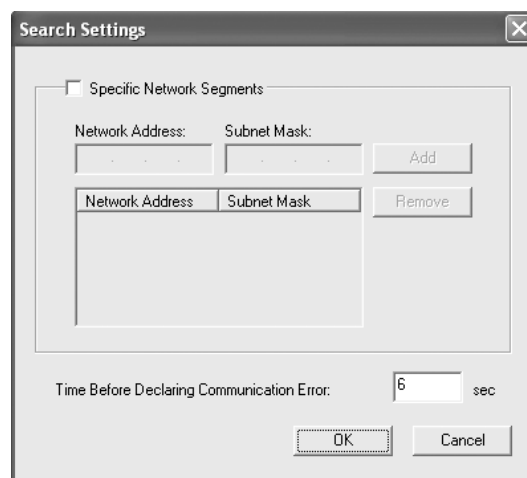 Search Settings
Specific Network Segments
Network Address: Subnet Mask:
Add
Network Address Subnet Mask
Remove
Time Before Declaring Communication Error: 6 sec
OK Cancel